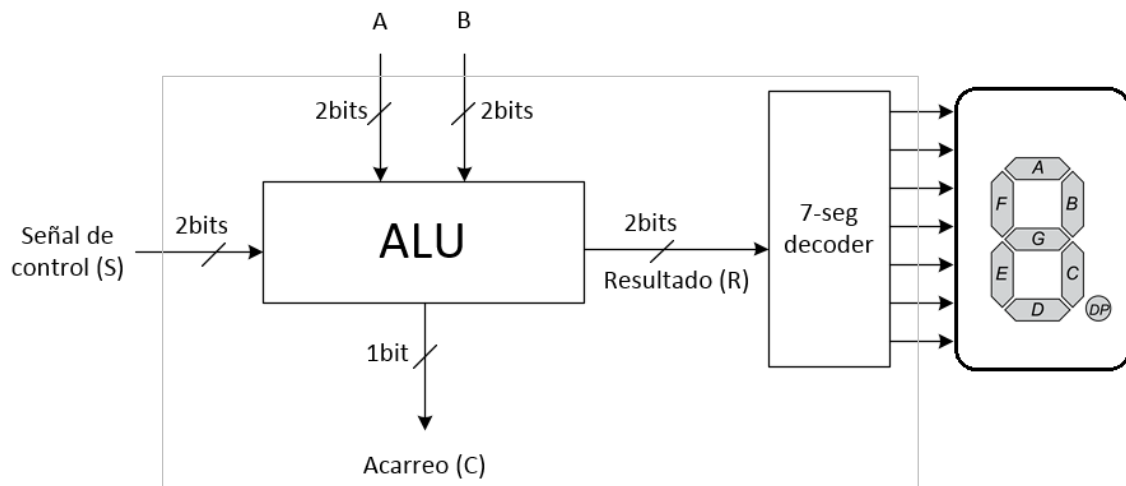 A
B
2bits
2bits
Señal de
control (S)
2bits
ALU
2bits
Resultado (R)
1bit
Acarreo (C)
7-seg
decoder
A
F
B
G
E
C
D
DP